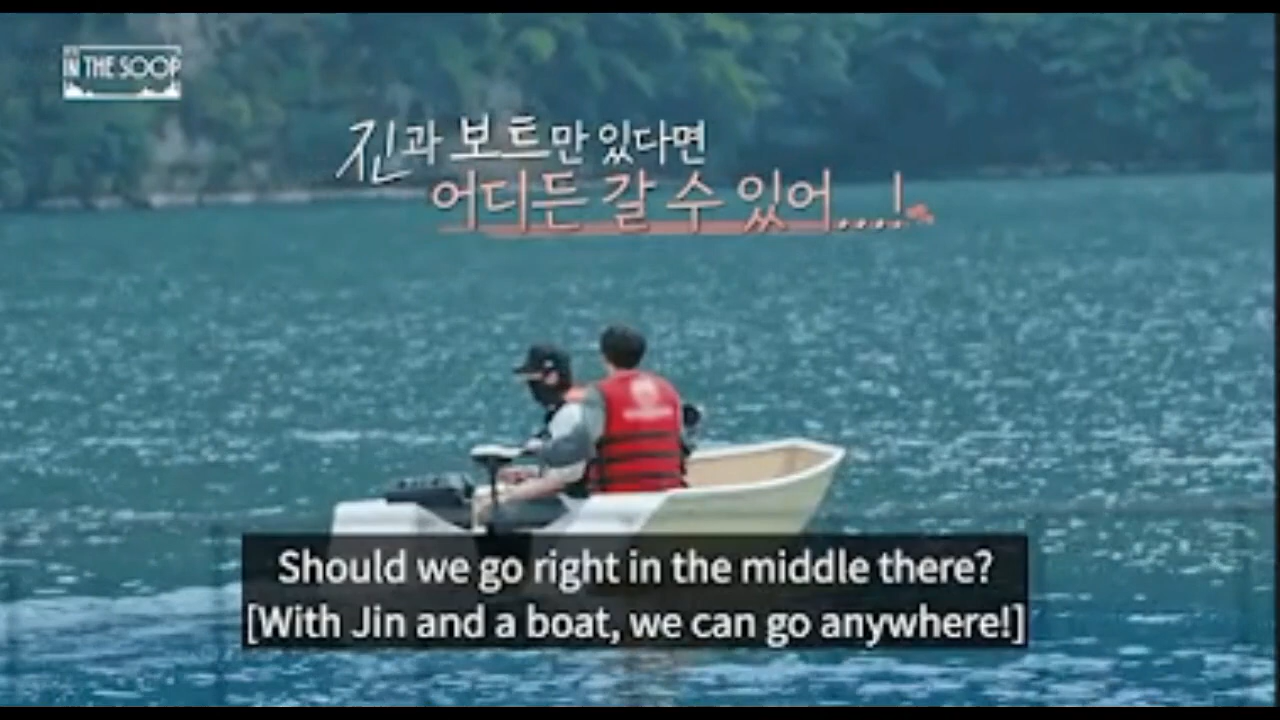 IN THE SOOP
진과 보트만 있다면
어디든 갈 수 있어...!
Should we go right in the middle there?
[With Jin and a boat, we can go anywhere!]